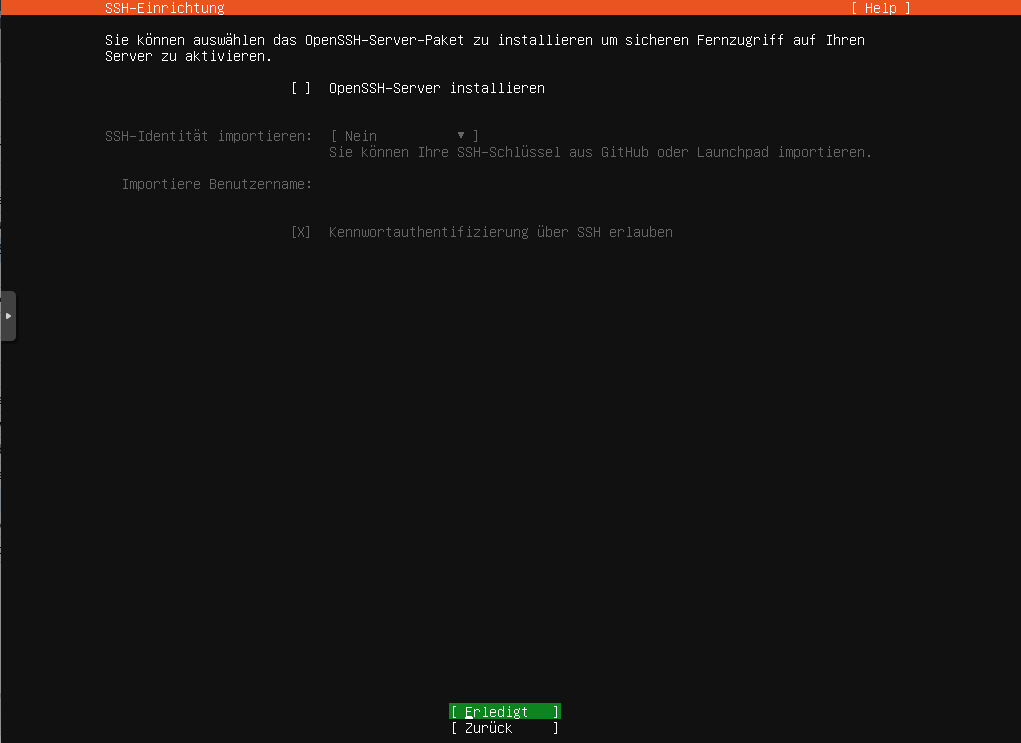 SSH-Einrichtung [ Help ]
Sie können auswählen das OpenSSH-Server-Paket zu installieren um sicheren Fernzugriff auf Ihren
Server zu aktivieren.
[ ] OpenSSH-Server installieren
SSH-Identität importieren: [ Nein ▾ ]
Sie können Ihre SSH-Schlüssel aus GitHub oder Launchpad importieren.
Importiere Benutzername:
[X] Kennwortauthentifizierung über SSH erlauben
[ Erledigt ]
[ Zurück ]